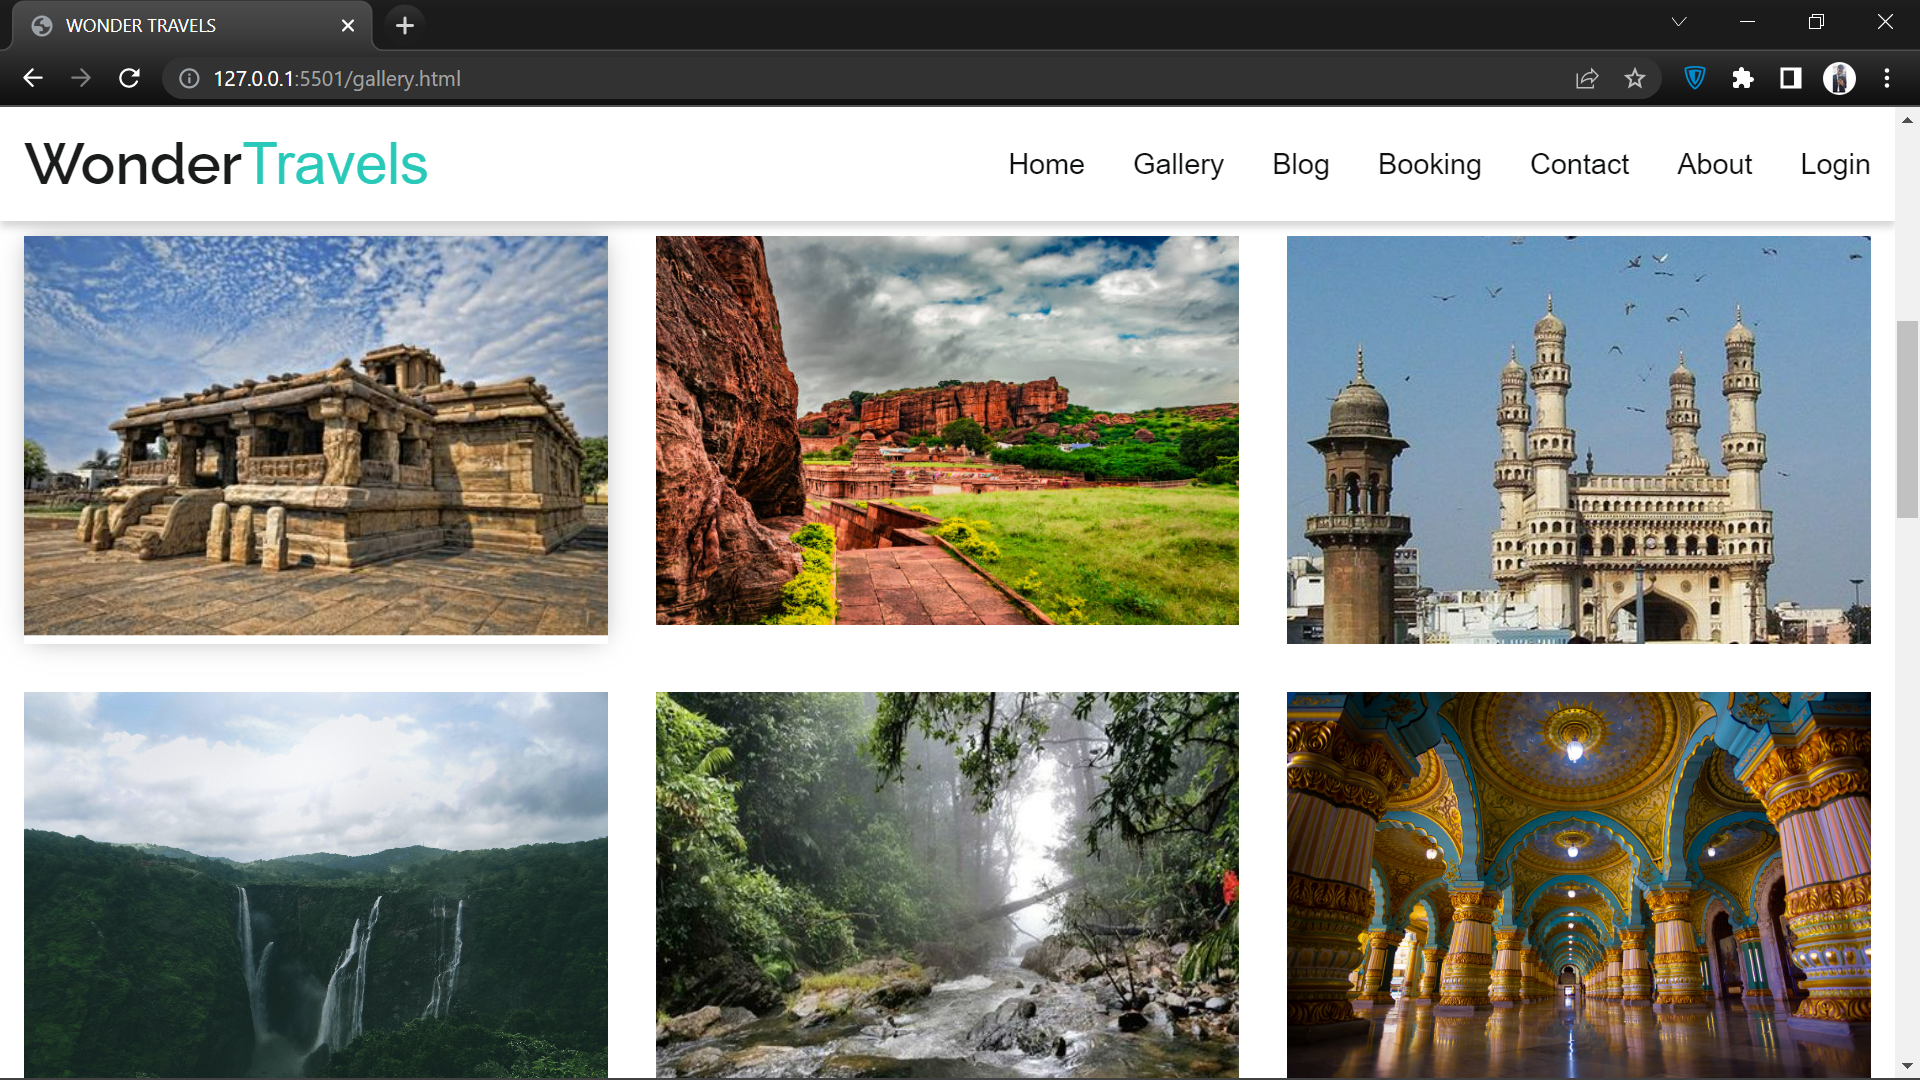 WONDER TRAVELS
127.0.0.1:5501/gallery.html
WonderTravels
Home Gallery Blog Booking Contact About Login